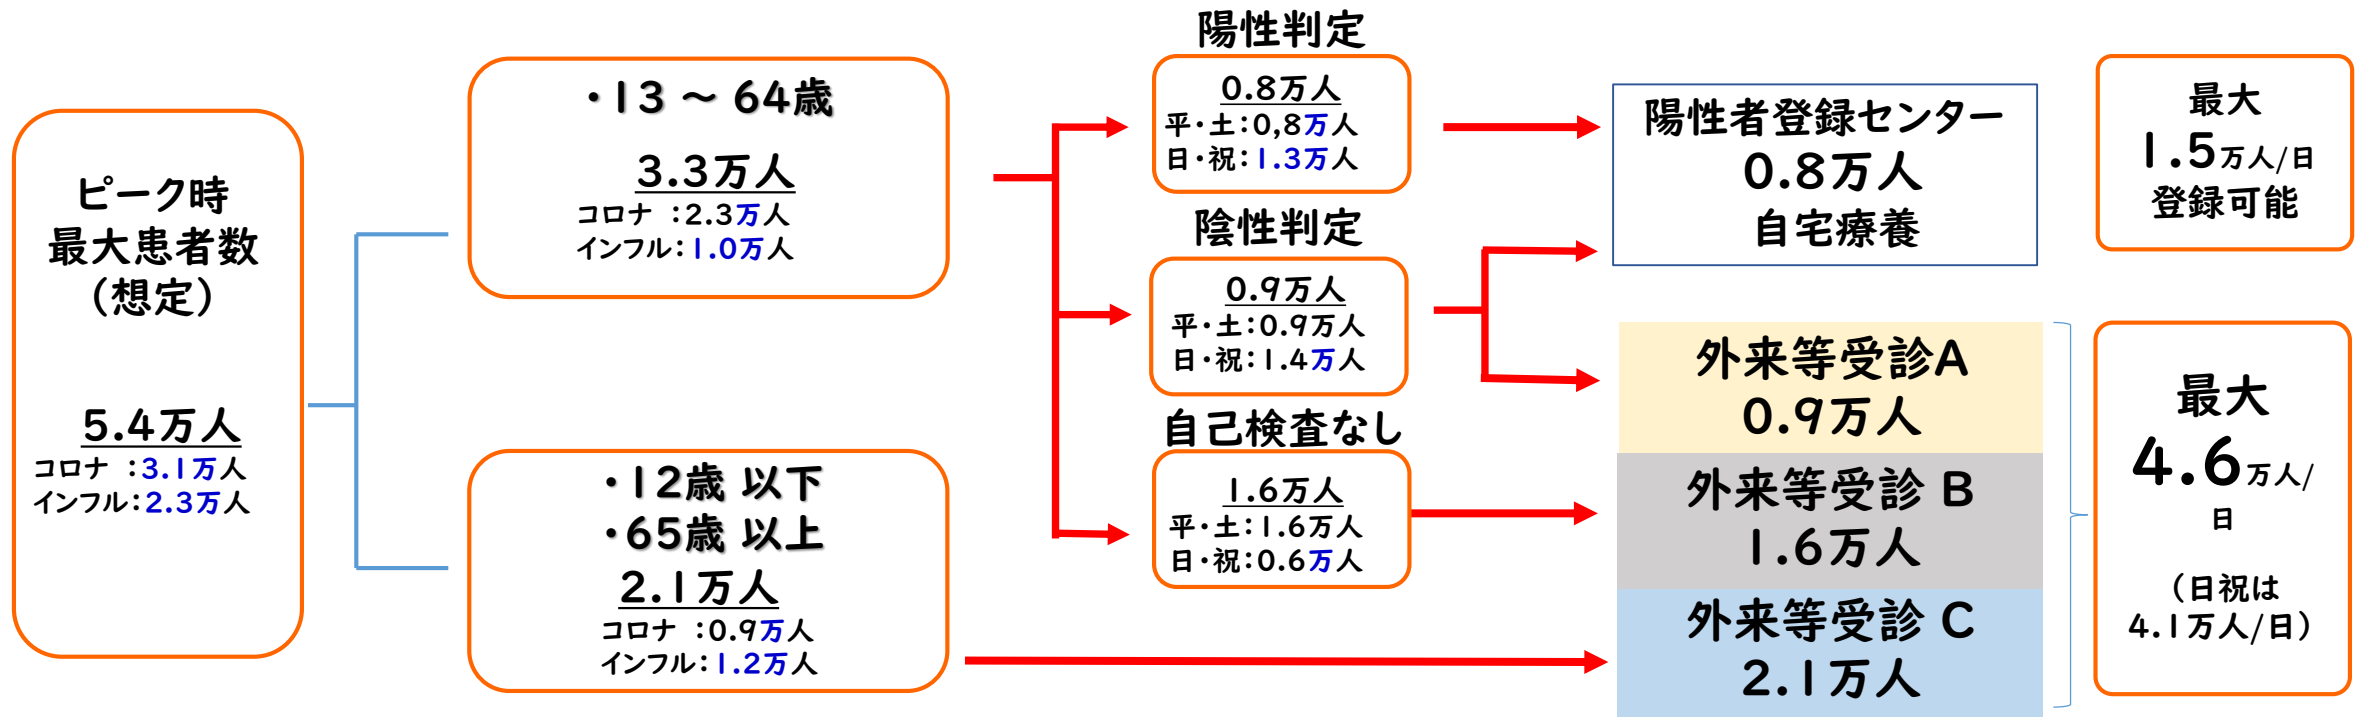 ピーク時
最大患者数
（想定）
5.4万人
コロナ ：3.1万人
インフル：2.3万人
・13 ～ 64歳
3.3万人
コロナ ：2.3万人
インフル：1.0万人
・12歳 以下
・65歳 以上
2.1万人
コロナ ：0.9万人
インフル：1.2万人
陽性判定
0.8万人
平・土：0,8万人
日・祝：1.3万人
陰性判定
0.9万人
平・土：0.9万人
日・祝：1.4万人
自己検査なし
1.6万人
平・土：1.6万人
日・祝：0.6万人
陽性者登録センター
0.8万人
自宅療養
外来等受診A
0.9万人
外来等受診 B
1.6万人
外来等受診 C
2.1万人
最大
1.5万人/日
登録可能
最大
4.6万人/
日
（日祝は
4.1万人/日）